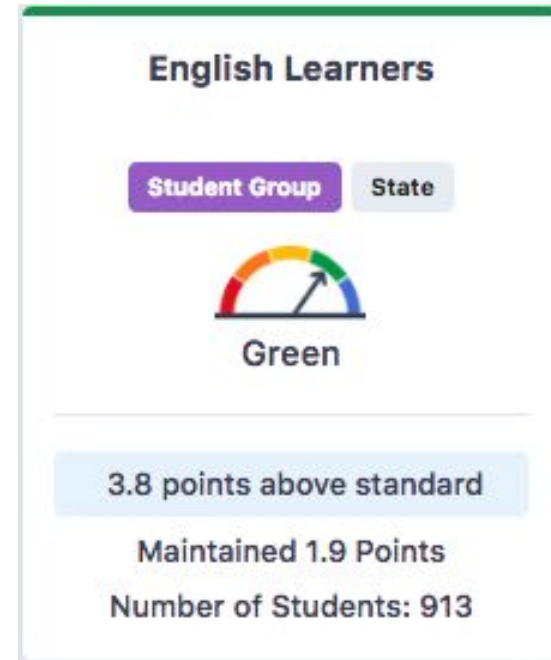 English Learners
Student Group State
Green
3.8 points above standard
Maintained 1.9 Points
Number of Students: 913